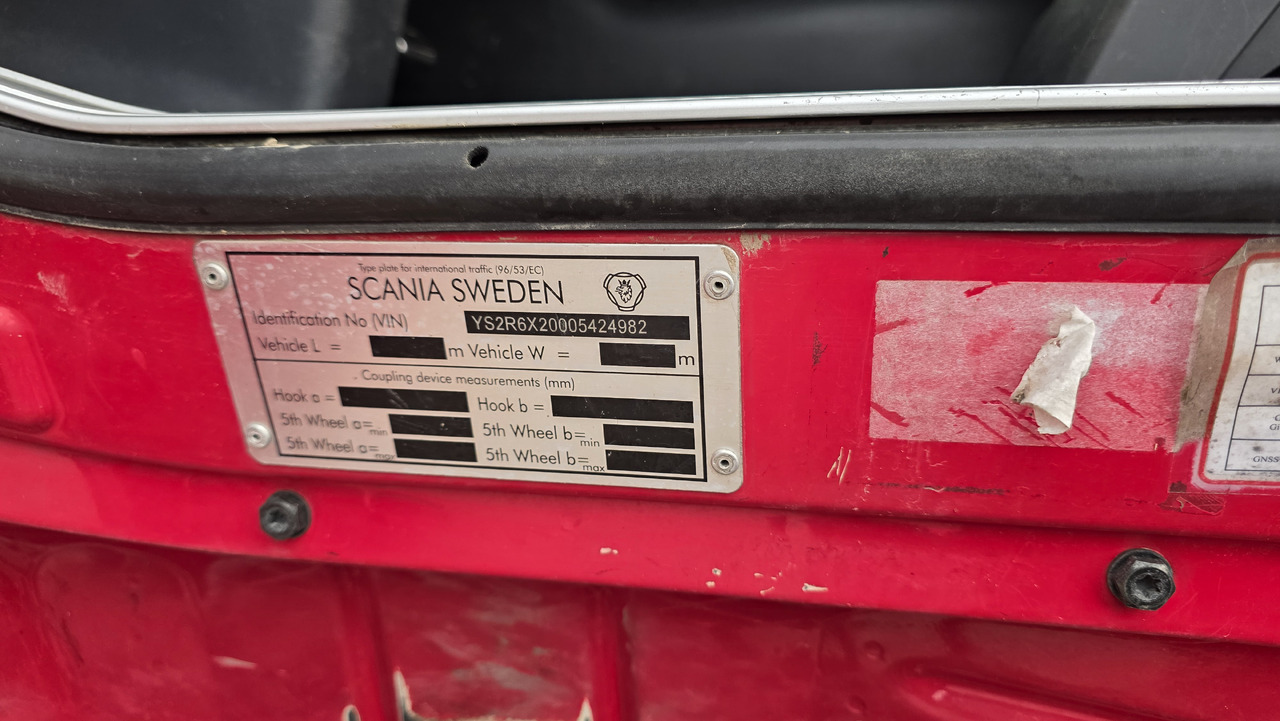 Type plate for international traffic (96/53/EC)
SCANIA SWEDEN
Identification No (VIN) YS2R6X20005424982
Vehicle L = m Vehicle W = m
Coupling device measurements (mm)
Hook a = Hook b =
5th Wheel a=min 5th Wheel b=min
5th Wheel a=max 5th Wheel b=max
GNSS